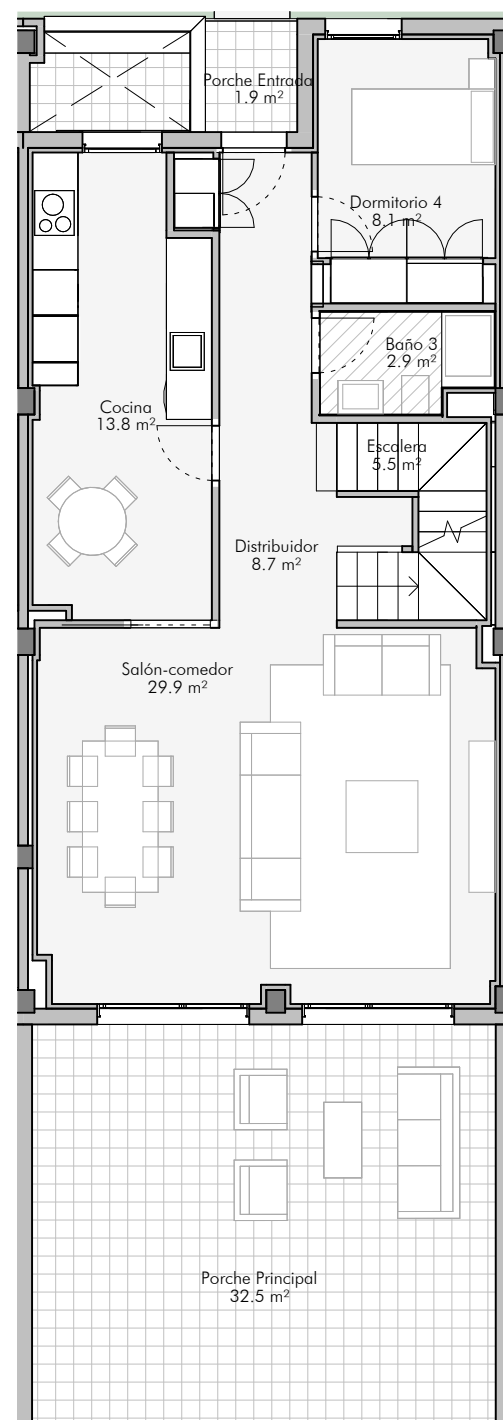 Porche Entrada
1.9 m²
Dormitorio 4
8.1 m²
Baño 3
2.9 m²
Cocina
13.8 m²
Escalera
5.5 m²
Distribuidor
8.7 m²
Salón-comedor
29.9 m²
Porche Principal
32.5 m²